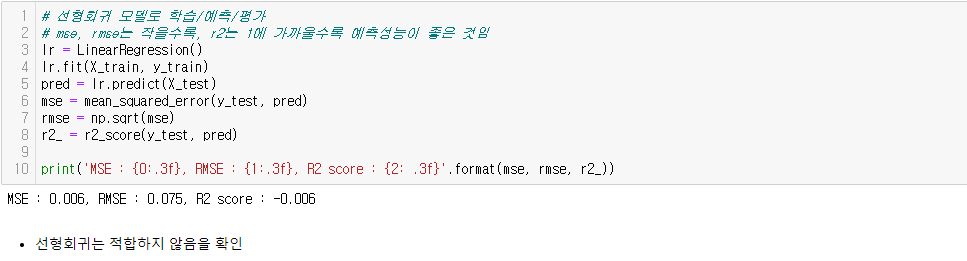 1 # 선형회귀 모델로 학습/예측/평가
2 # mse, rmse는 작을수록, r2는 1에 가까울수록 예측성능이 좋은 것임
3 lr = LinearRegression()
4 lr.fit(X_train, y_train)
5 pred = lr.predict(X_test)
6 mse = mean_squared_error(y_test, pred)
7 rmse = np.sqrt(mse)
8 r2_ = r2_score(y_test, pred)
9
10 print('MSE : {0:.3f}, RMSE : {1:.3f}, R2 score : {2: .3f}'.format(mse, rmse, r2_))
MSE : 0.006, RMSE : 0.075, R2 score : -0.006
• 선형회귀는 적합하지 않음을 확인